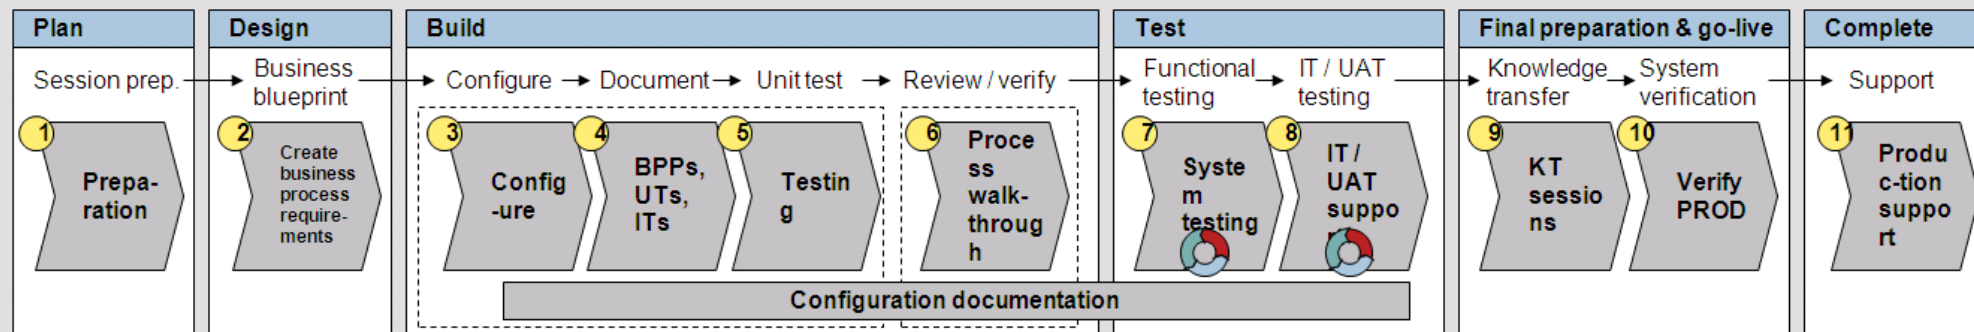 Plan
Design
Build
Test
Final preparation & go-live
Complete
Session prep.
Business
blueprint
Configure
Document
Unit test
Review / verify
Functional
testing
IT / UAT
testing
Knowledge
transfer
System
verification
Support
1
Prepa-
ration
2
Create
business
process
require-
ments
3
Config
-ure
4
BPPs,
UTs,
ITs
5
Testin
g
6
Proce
ss
walk-
throug
h
7
Syste
m
testing
8
IT /
UAT
suppo
9
KT
sessio
ns
10
Verify
PROD
11
Produ
c-tion
suppo
rt
Configuration documentation